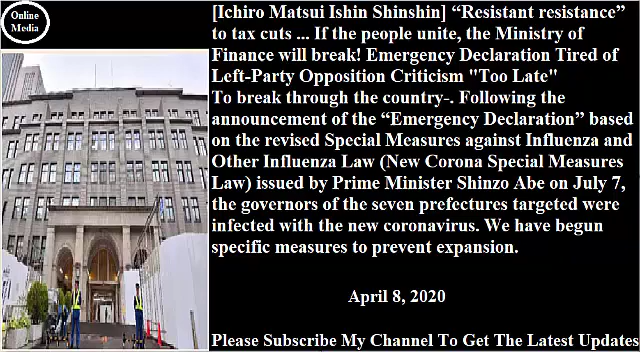 Online
Media
[Ichiro Matsui Ishin Shinshin] “Resistant resistance”
to tax cuts ... If the people unite, the Ministry of
Finance will break! Emergency Declaration Tired of
Left-Party Opposition Criticism "Too Late"
To break through the country-. Following the
announcement of the “Emergency Declaration” based
on the revised Special Measures against Influenza and
Other Influenza Law (New Corona Special Measures
Law) issued by Prime Minister Shinzo Abe on July 7,
the governors of the seven prefectures targeted were
infected with the new coronavirus. We have begun
specific measures to prevent expansion.
April 8, 2020
Please Subscribe My Channel To Get The Latest Updates